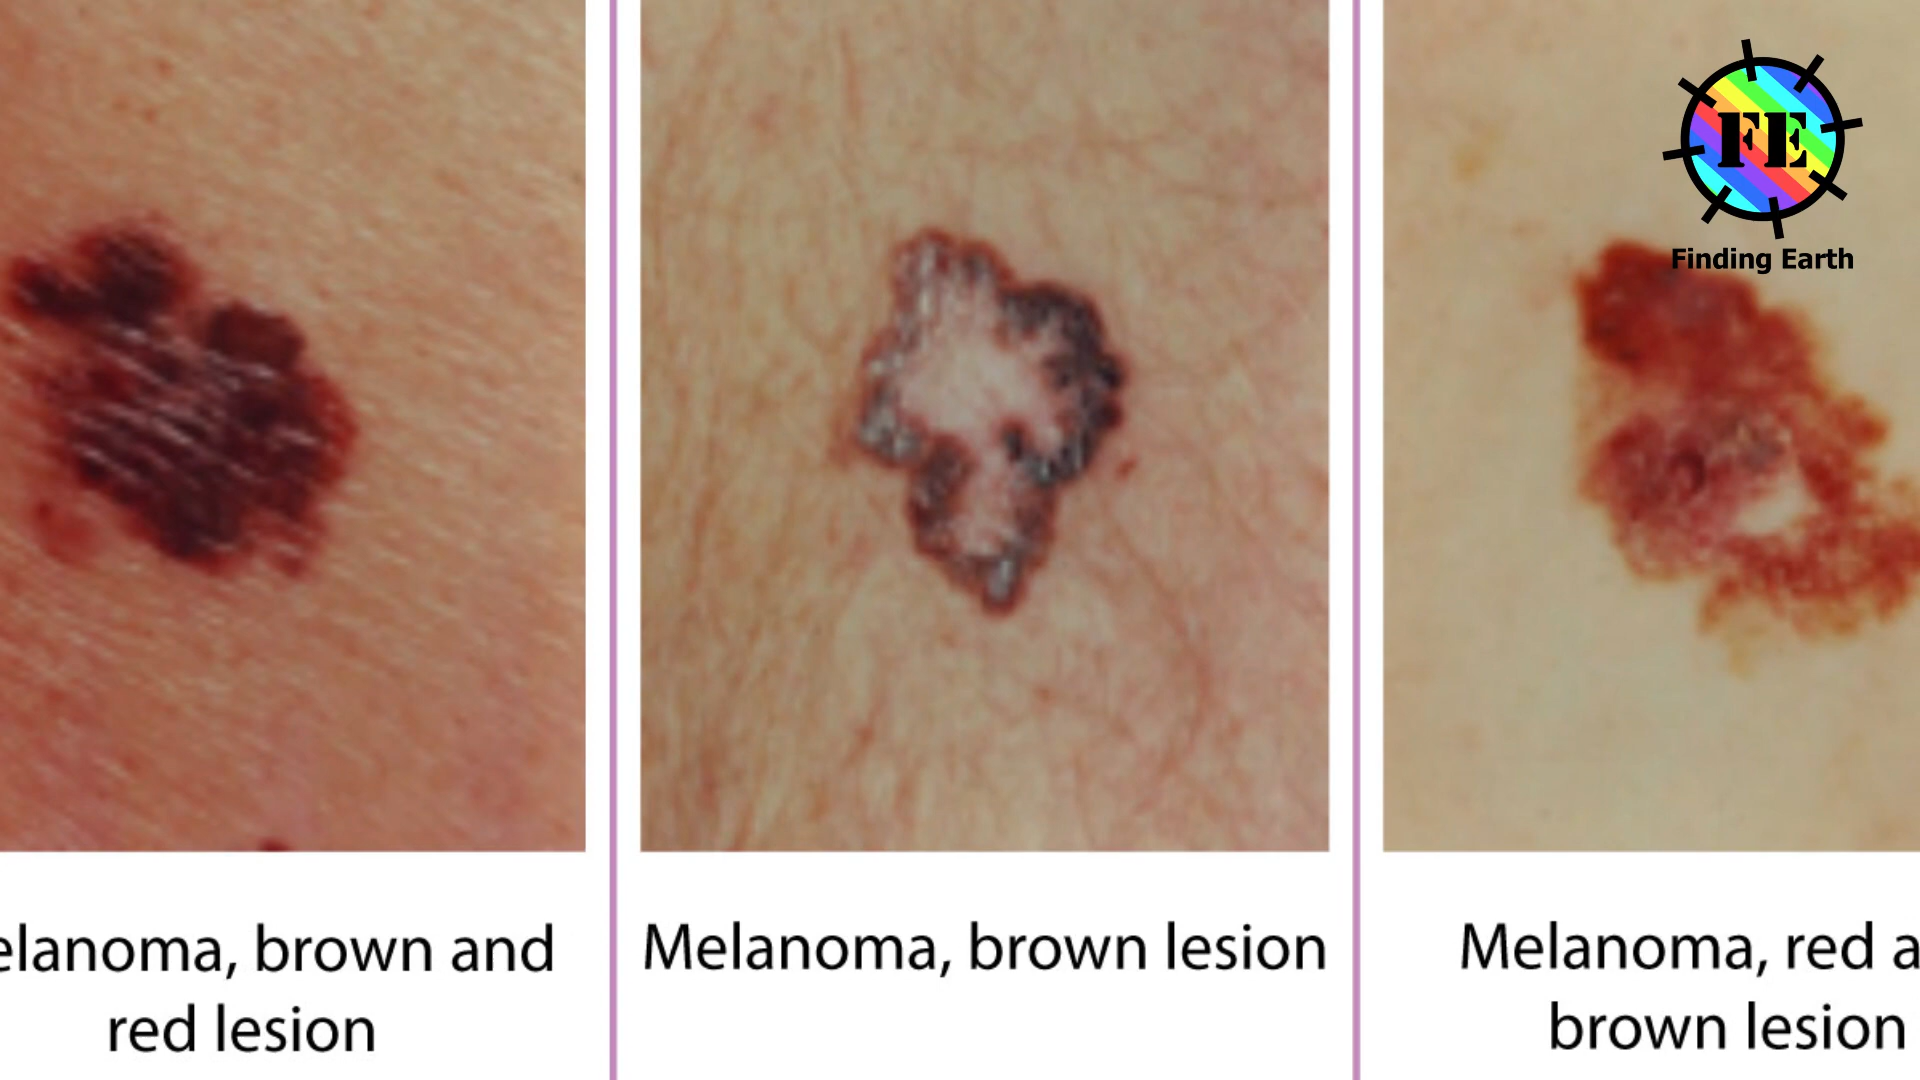 FE
Finding Earth
elanoma, brown and
red lesion
Melanoma, brown lesion
Melanoma, red a
brown lesion